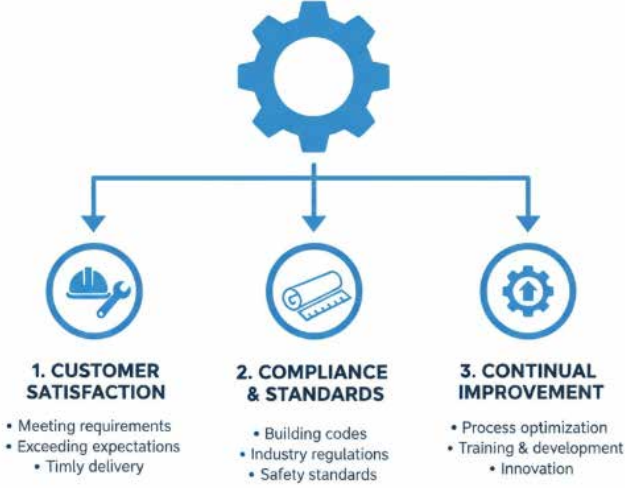 1. CUSTOMER
SATISFACTION
• Meeting requirements
• Exceeding expectations
• Timly delivery
2. COMPLIANCE
& STANDARDS
• Building codes
• Industry regulations
• Safety standards
3. CONTINUAL
IMPROVEMENT
• Process optimization
• Training & development
• Innovation